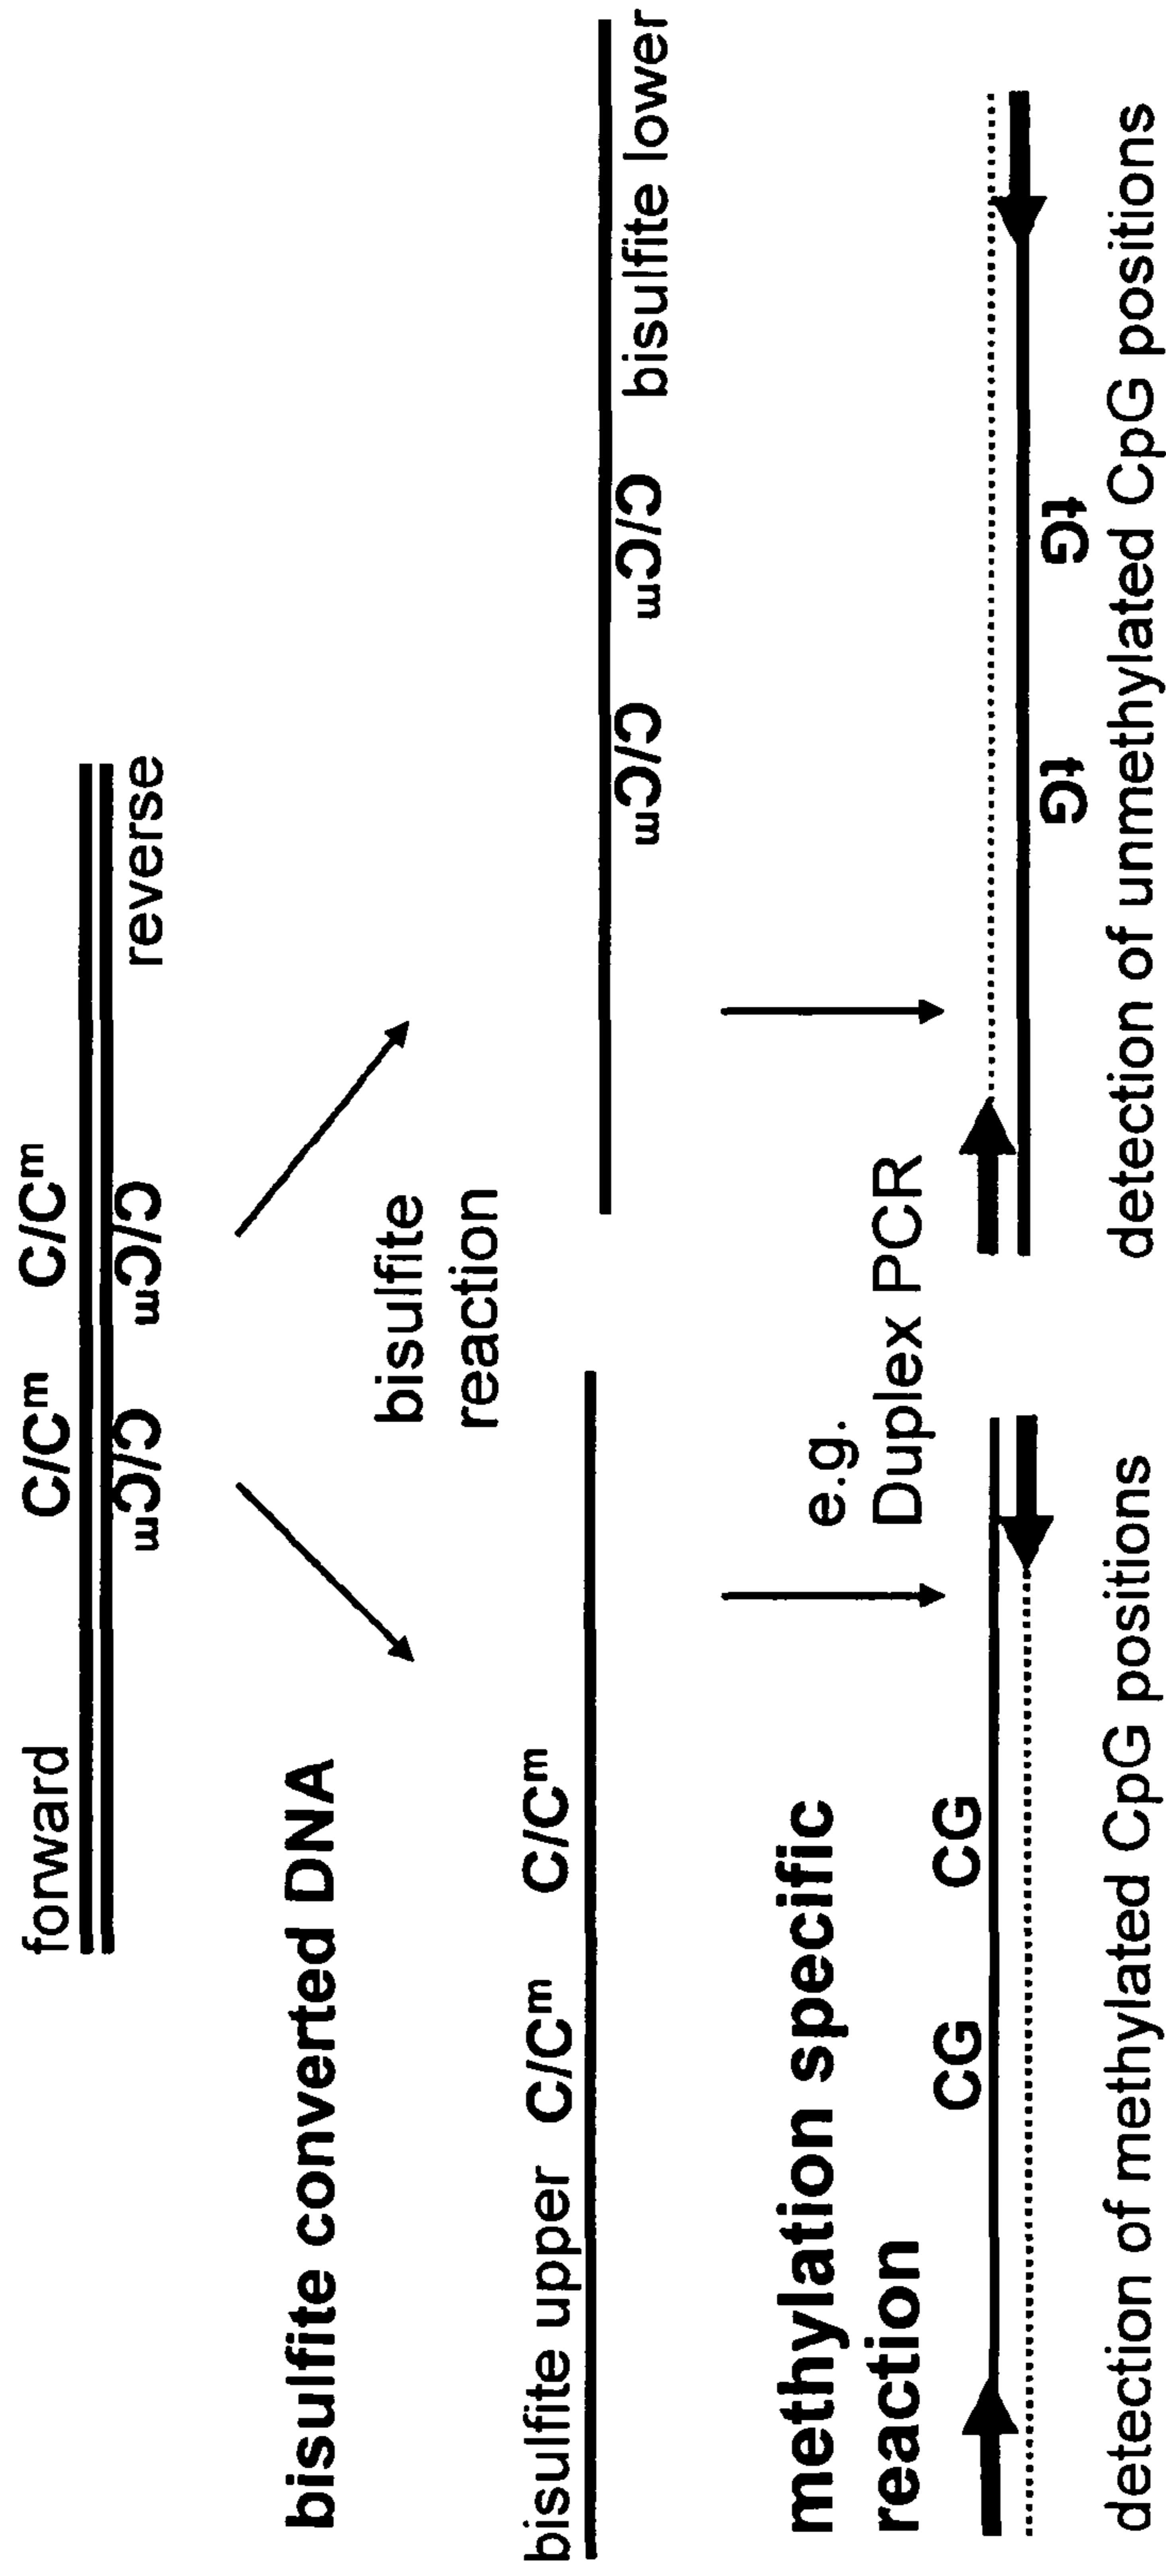 forward
C/Cᵐ C/Cᵐ
C/Cᵐ C/Cᵐ
reverse
bisulfite converted DNA
bisulfite
reaction
bisulfite upper C/Cᵐ C/Cᵐ
C/Cᵐ C/Cᵐ
bisulfite lower
methylation specific
reaction
e.g.
Duplex PCR
CG CG
tG tG
detection of methylated CpG positions
detection of unmethylated CpG positions